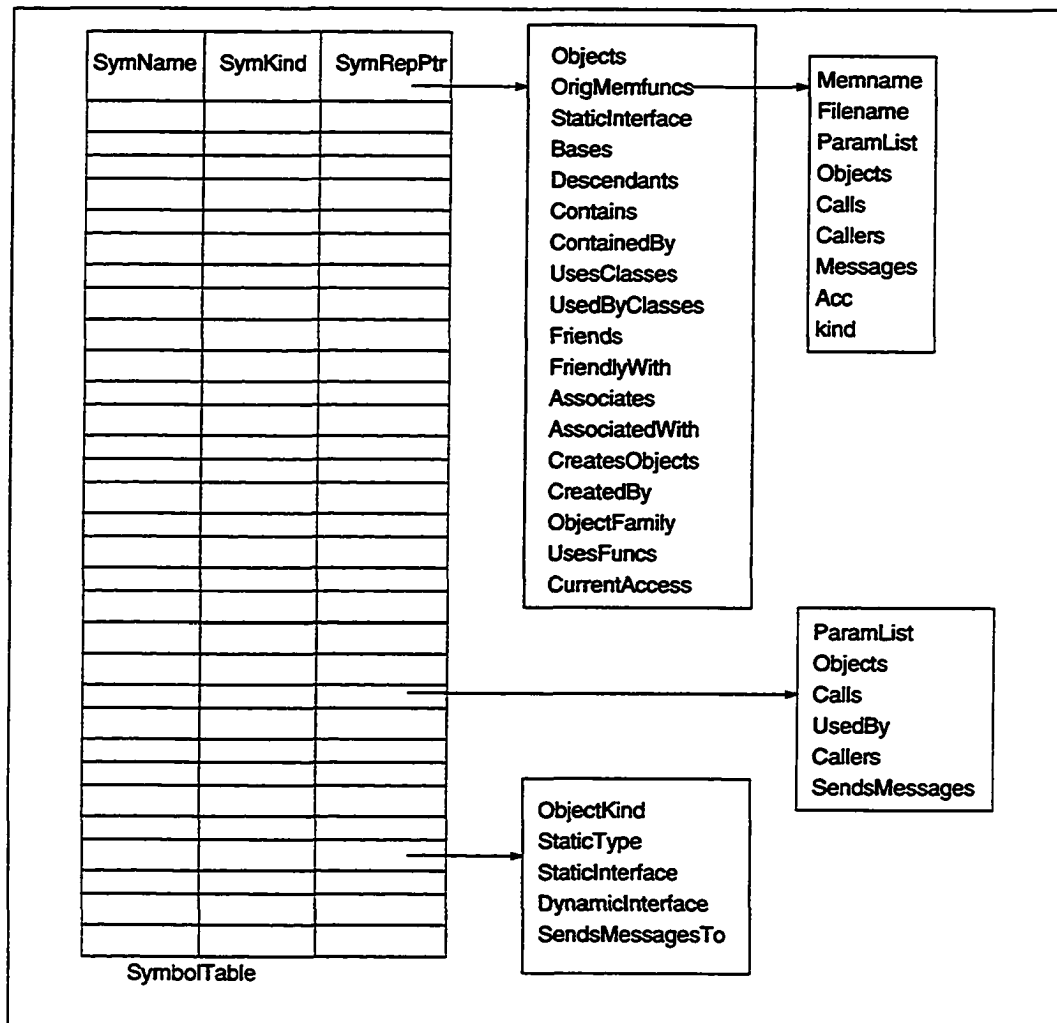 SymName SymKind SymRepPtr
Objects
OrigMemfuncs
StaticInterface
Bases
Descendants
Contains
ContainedBy
UsesClasses
UsedByClasses
Friends
FriendlyWith
Associates
AssociatedWith
CreatesObjects
CreatedBy
ObjectFamily
UsesFuncs
CurrentAccess
Memname
Filename
ParamList
Objects
Calls
Callers
Messages
Acc
kind
ParamList
Objects
Calls
UsedBy
Callers
SendsMessages
ObjectKind
StaticType
StaticInterface
DynamicInterface
SendsMessagesTo
SymbolTable